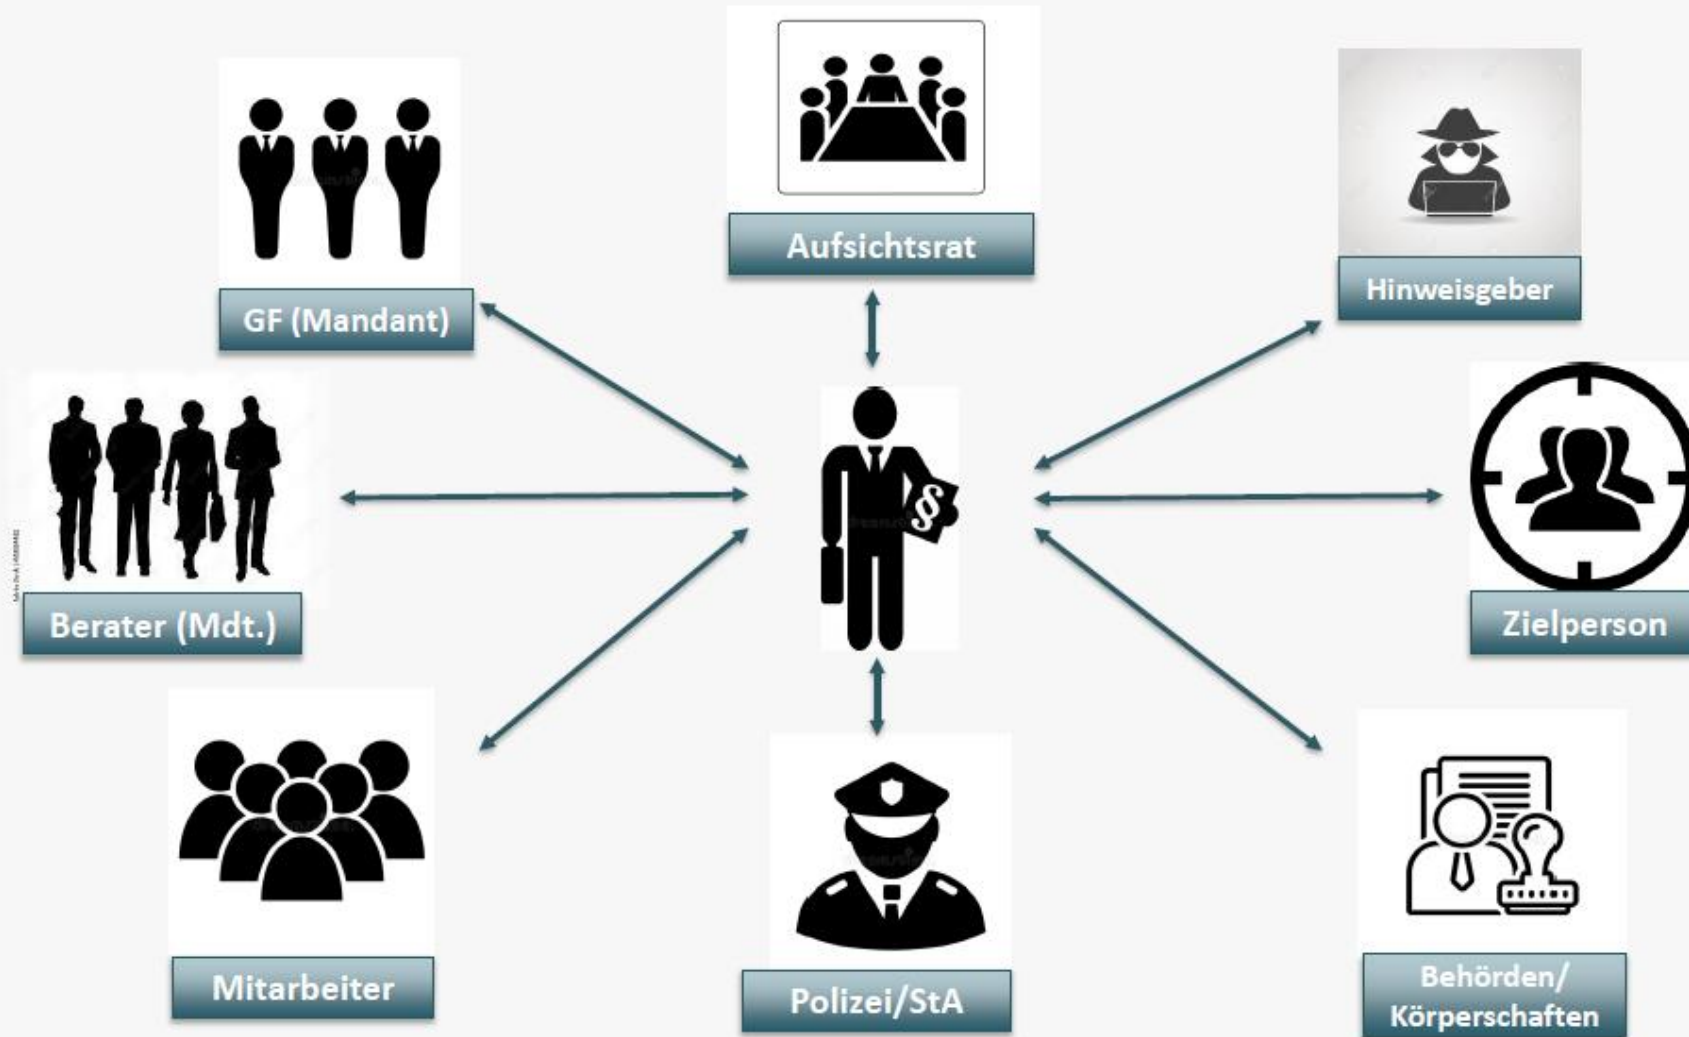 Aufsichtsrat
Hinweisgeber
GF (Mandant)
§
Berater (Mdt.)
Zielperson
Mitarbeiter
Polizei/StA
Behörden/
Körperschaften